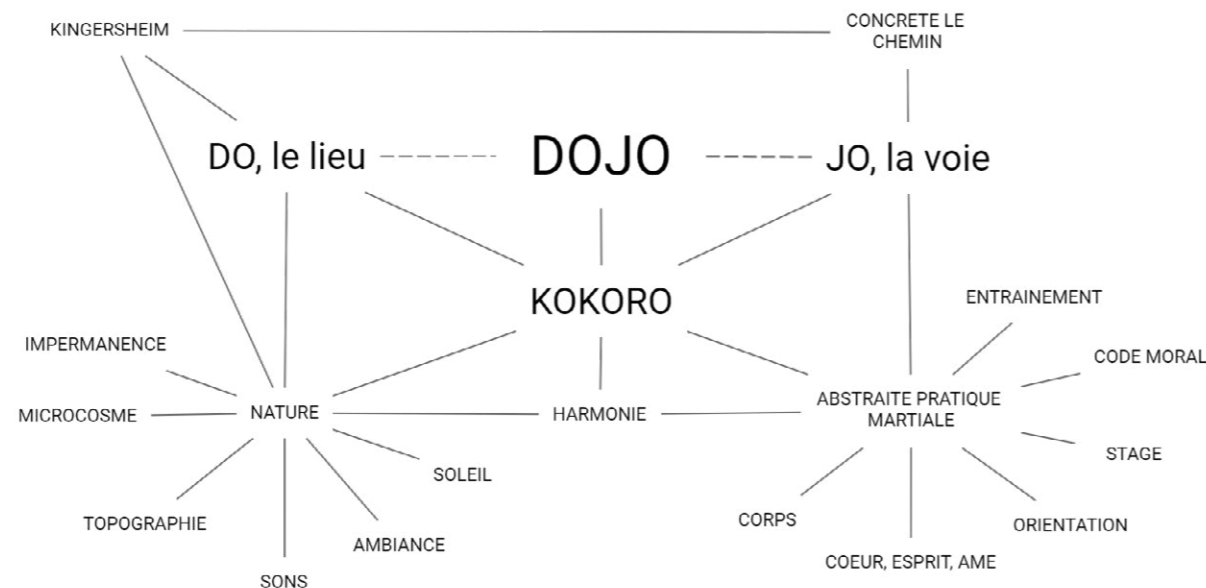 KINGERSHEIM
CONCRETE LE
CHEMIN
DO, le lieu
DOJO
JO, la voie
KOKORO
ENTRAINEMENT
IMPERMANENCE
CODE MORAL
MICROCOSME
NATURE
HARMONIE
ABSTRAITE PRATIQUE
MARTIALE
SOLEIL
STAGE
TOPOGRAPHIE
AMBIANCE
CORPS
ORIENTATION
SONS
COEUR, ESPRIT, AME